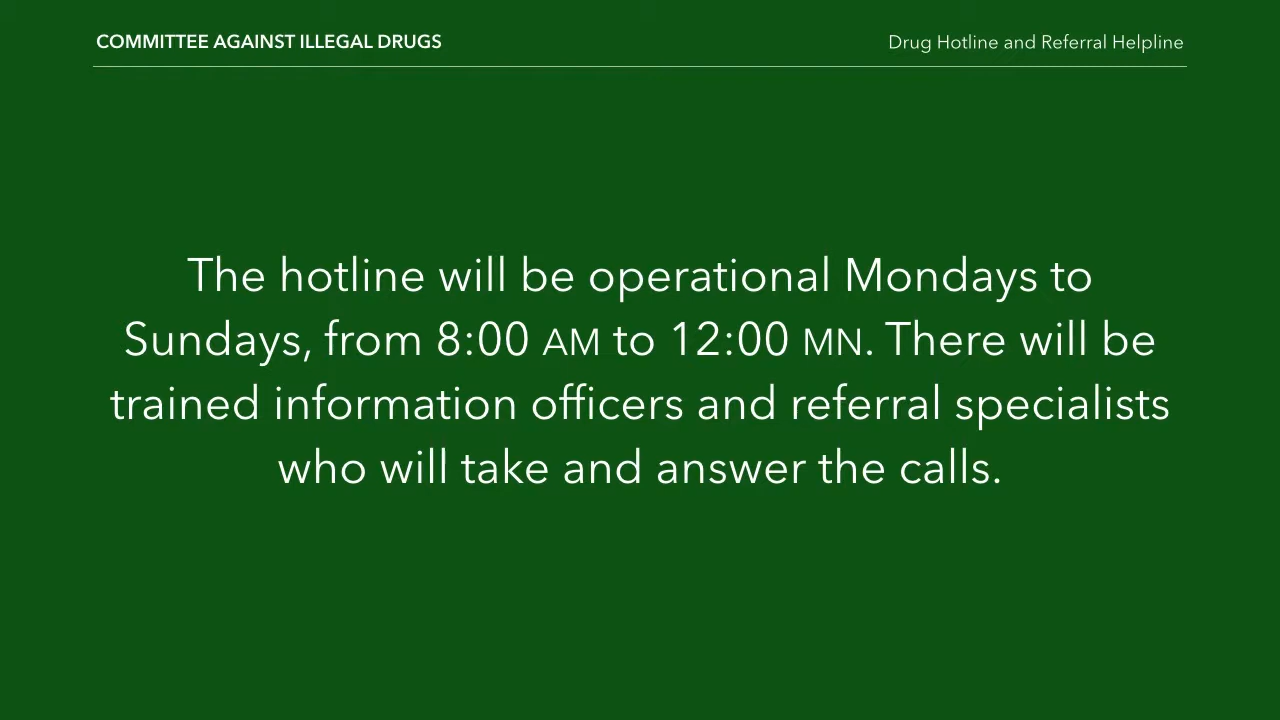 COMMITTEE AGAINST ILLEGAL DRUGS
Drug Hotline and Referral Helpline
The hotline will be operational Mondays to
Sundays, from 8:00 AM to 12:00 MN. There will be
trained information officers and referral specialists
who will take and answer the calls.